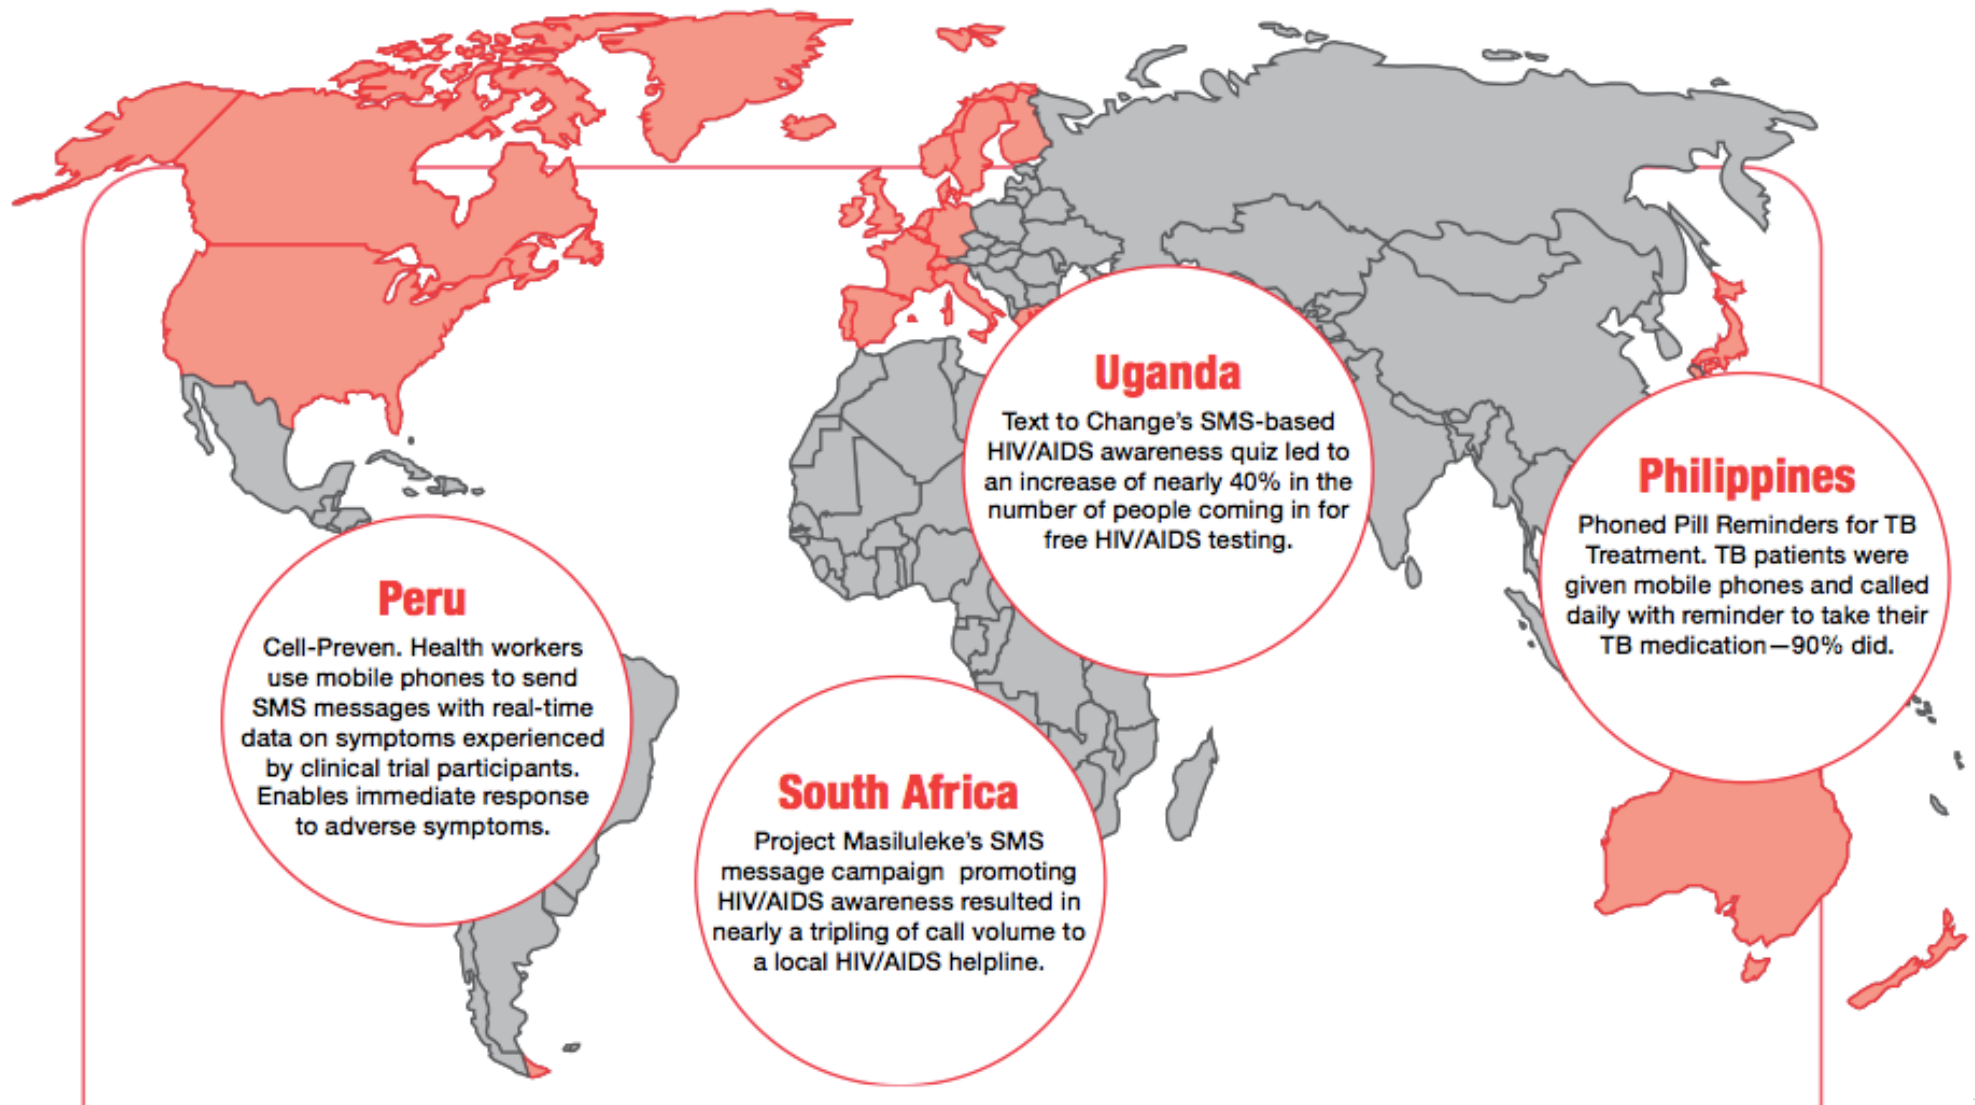 Uganda
Text to Change's SMS-based
HIV/AIDS awareness quiz led to
an increase of nearly 40% in the
number of people coming in for
free HIV/AIDS testing.
Philippines
Phoned Pill Reminders for TB
Treatment. TB patients were
given mobile phones and called
daily with reminder to take their
TB medication—90% did.
Peru
Cell-Preven. Health workers
use mobile phones to send
SMS messages with real-time
data on symptoms experienced
by clinical trial participants.
Enables immediate response
to adverse symptoms.
South Africa
Project Masiluleke's SMS
message campaign promoting
HIV/AIDS awareness resulted in
nearly a tripling of call volume to
a local HIV/AIDS helpline.